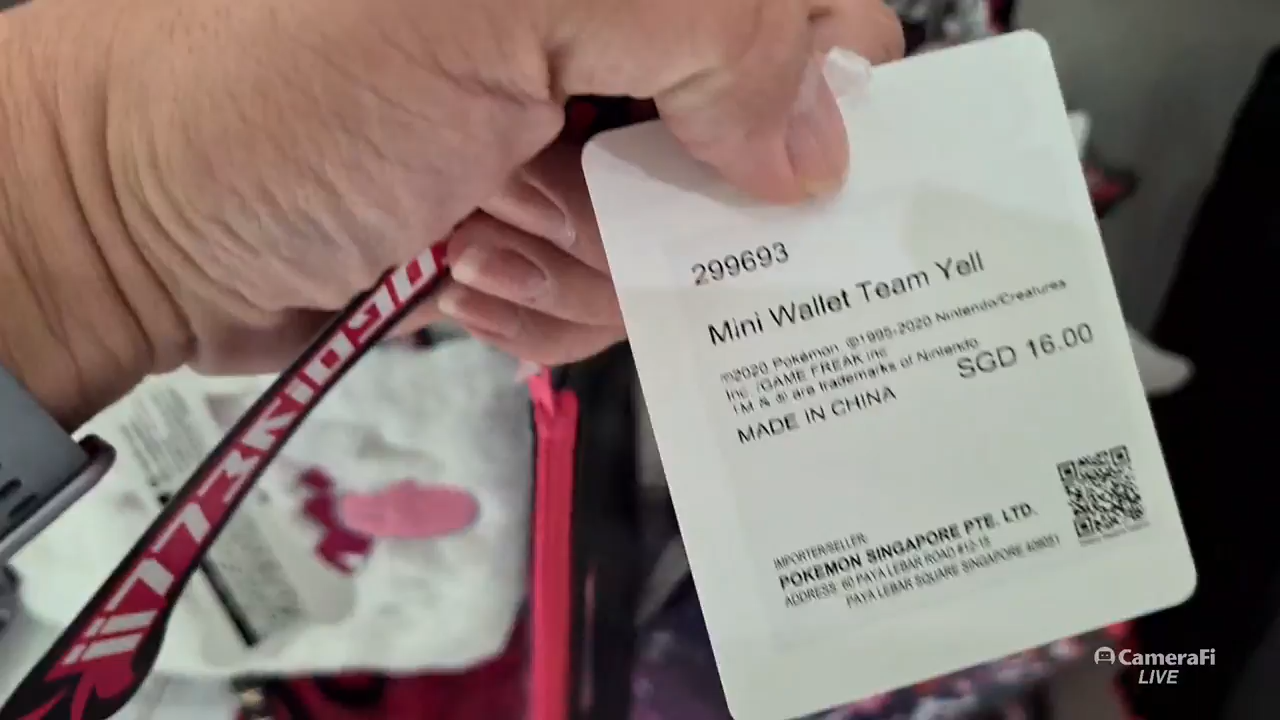 299693
Mini Wallet Team Yell
©2020 Pokémon ©1995-2020 Nintendo/Creatures
Inc. /GAME FREAK inc.
TM & ® are trademarks of Nintendo.
SGD 16.00
MADE IN CHINA
IMPORTER/SELLER:
POKEMON SINGAPORE PTE. LTD.
ADDRESS: 60 PAYA LEBAR ROAD #12-15
PAYA LEBAR SQUARE SINGAPORE 409051
CameraFi
LIVE